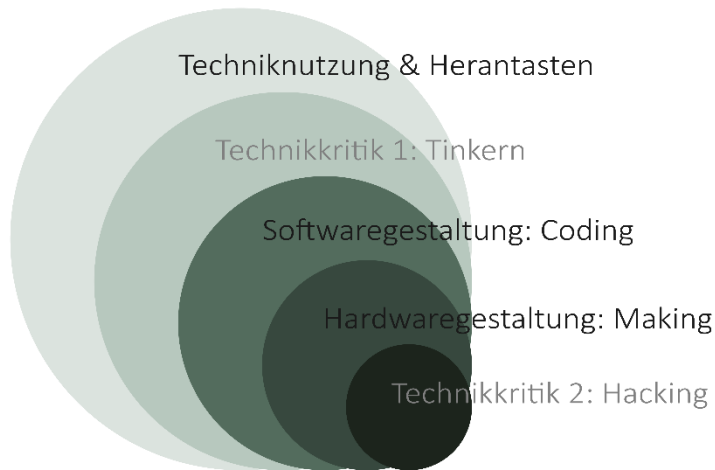 Techniknutzung & Herantasten
Technikkritik 1: Tinkern
Softwaregestaltung: Coding
Hardwaregestaltung: Making
Technikkritik 2: Hacking